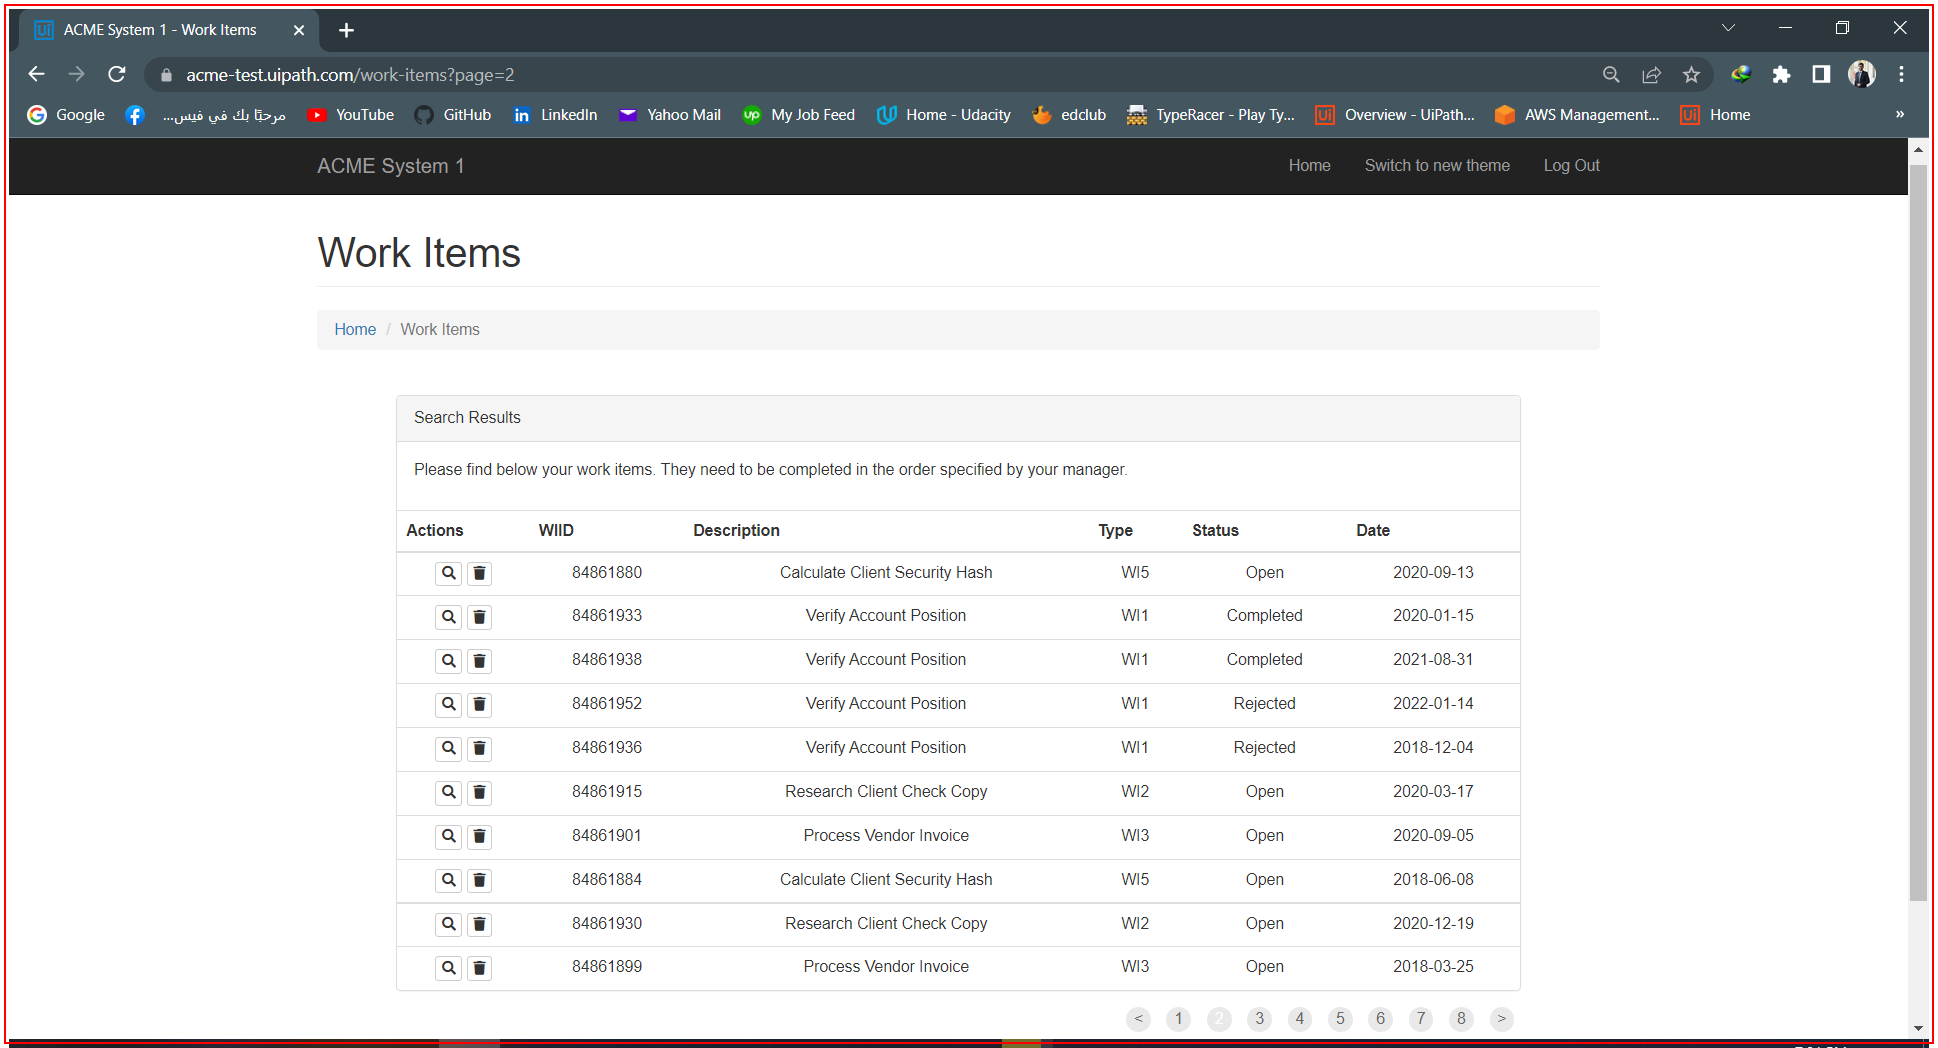 ACME System 1 - Work Items
acme-test.uipath.com/work-items?page=2
Google مرحبًا بك في فيس... YouTube GitHub LinkedIn Yahoo Mail My Job Feed Home - Udacity edclub TypeRacer - Play Ty... Overview - UiPath... AWS Management... Home »
ACME System 1 Home Switch to new theme Log Out
Work Items
Home / Work Items
Search Results
Please find below your work items. They need to be completed in the order specified by your manager.
Actions WIID Description Type Status Date
84861880 Calculate Client Security Hash WI5 Open 2020-09-13
84861933 Verify Account Position WI1 Completed 2020-01-15
84861938 Verify Account Position WI1 Completed 2021-08-31
84861952 Verify Account Position WI1 Rejected 2022-01-14
84861936 Verify Account Position WI1 Rejected 2018-12-04
84861915 Research Client Check Copy WI2 Open 2020-03-17
84861901 Process Vendor Invoice WI3 Open 2020-09-05
84861884 Calculate Client Security Hash WI5 Open 2018-06-08
84861930 Research Client Check Copy WI2 Open 2020-12-19
84861899 Process Vendor Invoice WI3 Open 2018-03-25
< 1 2 3 4 5 6 7 8 >